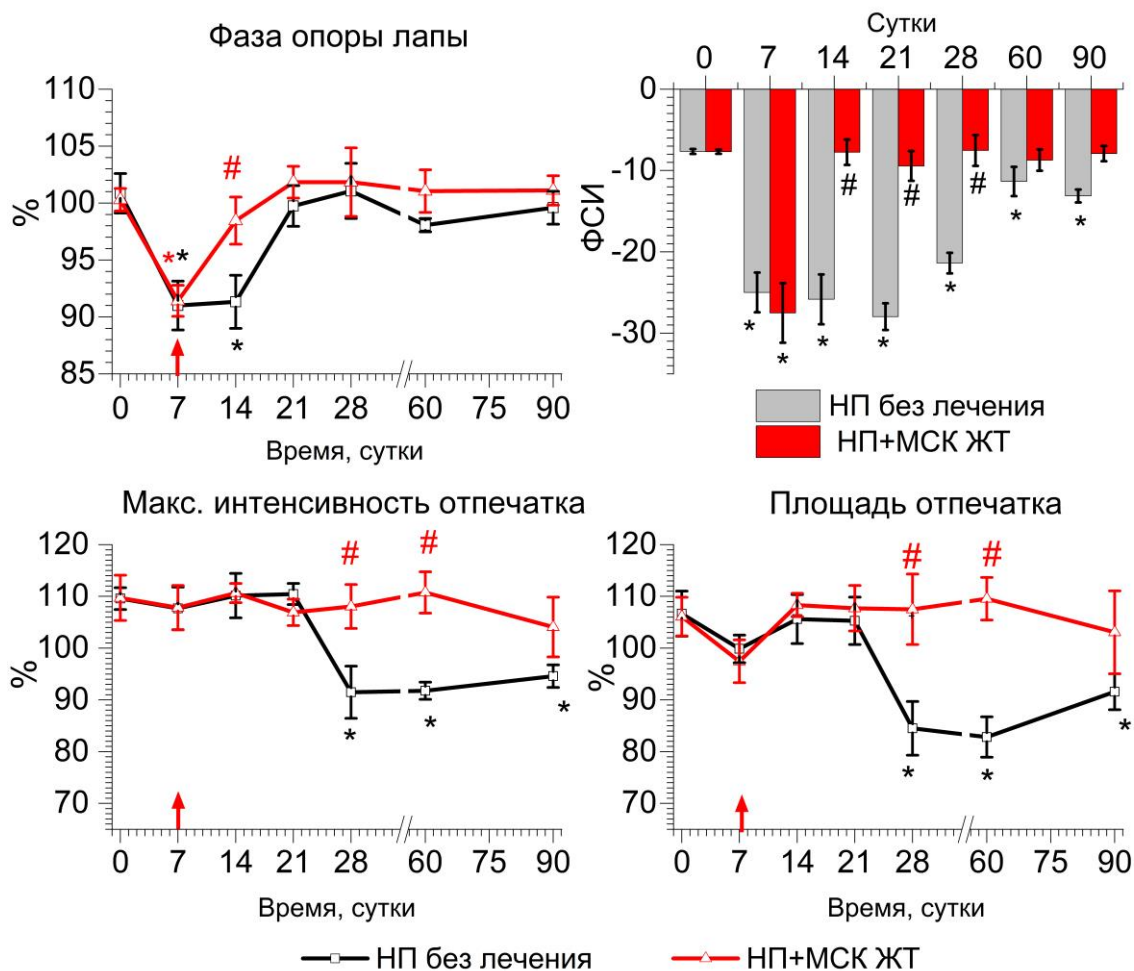 Фаза опоры лапы
110
105
100
95
90
85
%
#
* *
*
0 7 14 21 28 60 75 90
Время, сутки
Сутки
0 7 14 21 28 60 90
0
-10
-20
-30
ФСИ
# # #
* * * * * * *
НП без лечения
НП+МСК ЖТ
Макс. интенсивность отпечатка
120
110
100
90
80
70
%
# #
* * *
0 7 14 21 28 60 75 90
Время, сутки
Площадь отпечатка
120
110
100
90
80
70
%
# #
* * *
0 7 14 21 28 60 75 90
Время, сутки
НП без лечения НП+МСК ЖТ